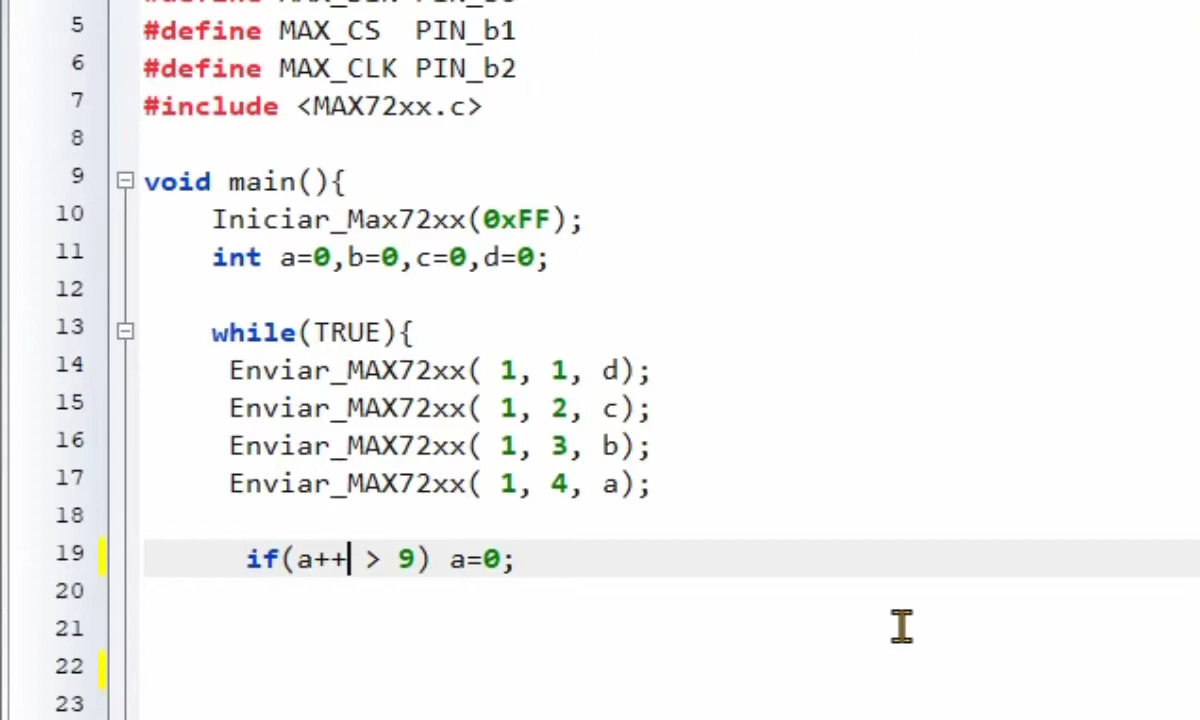 5 #define MAX_CS  PIN_b1
6 #define MAX_CLK PIN_b2
7 #include <MAX72xx.c>
8
9 void main(){
10 Iniciar_Max72xx(0xFF);
11 int a=0,b=0,c=0,d=0;
12
13 while(TRUE){
14 Enviar_MAX72xx( 1, 1, d);
15 Enviar_MAX72xx( 1, 2, c);
16 Enviar_MAX72xx( 1, 3, b);
17 Enviar_MAX72xx( 1, 4, a);
18
19 if(a++ > 9) a=0;
20
21
22
23